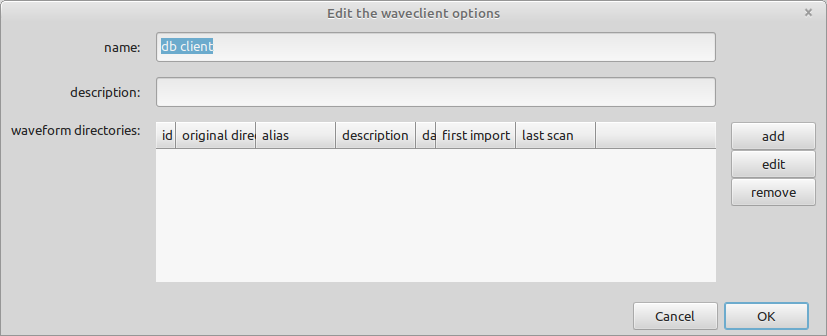 Edit the waveclient options
name:
db client
description:
waveform directories:
id original dire alias description da first import last scan
add
edit
remove
Cancel OK